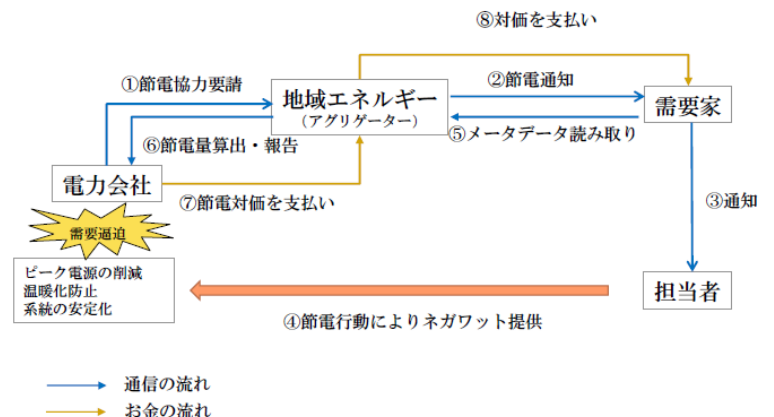 ⑧対価を支払い
①節電協力要請
地域エネルギー
（アグリゲーター）
②節電通知
需要家
⑥節電量算出・報告
⑤メータデータ読み取り
電力会社
⑦節電対価を支払い
③通知
需要逼迫
ピーク電源の削減
温暖化防止
系統の安定化
担当者
④節電行動によりネガワット提供
通信の流れ
お金の流れ